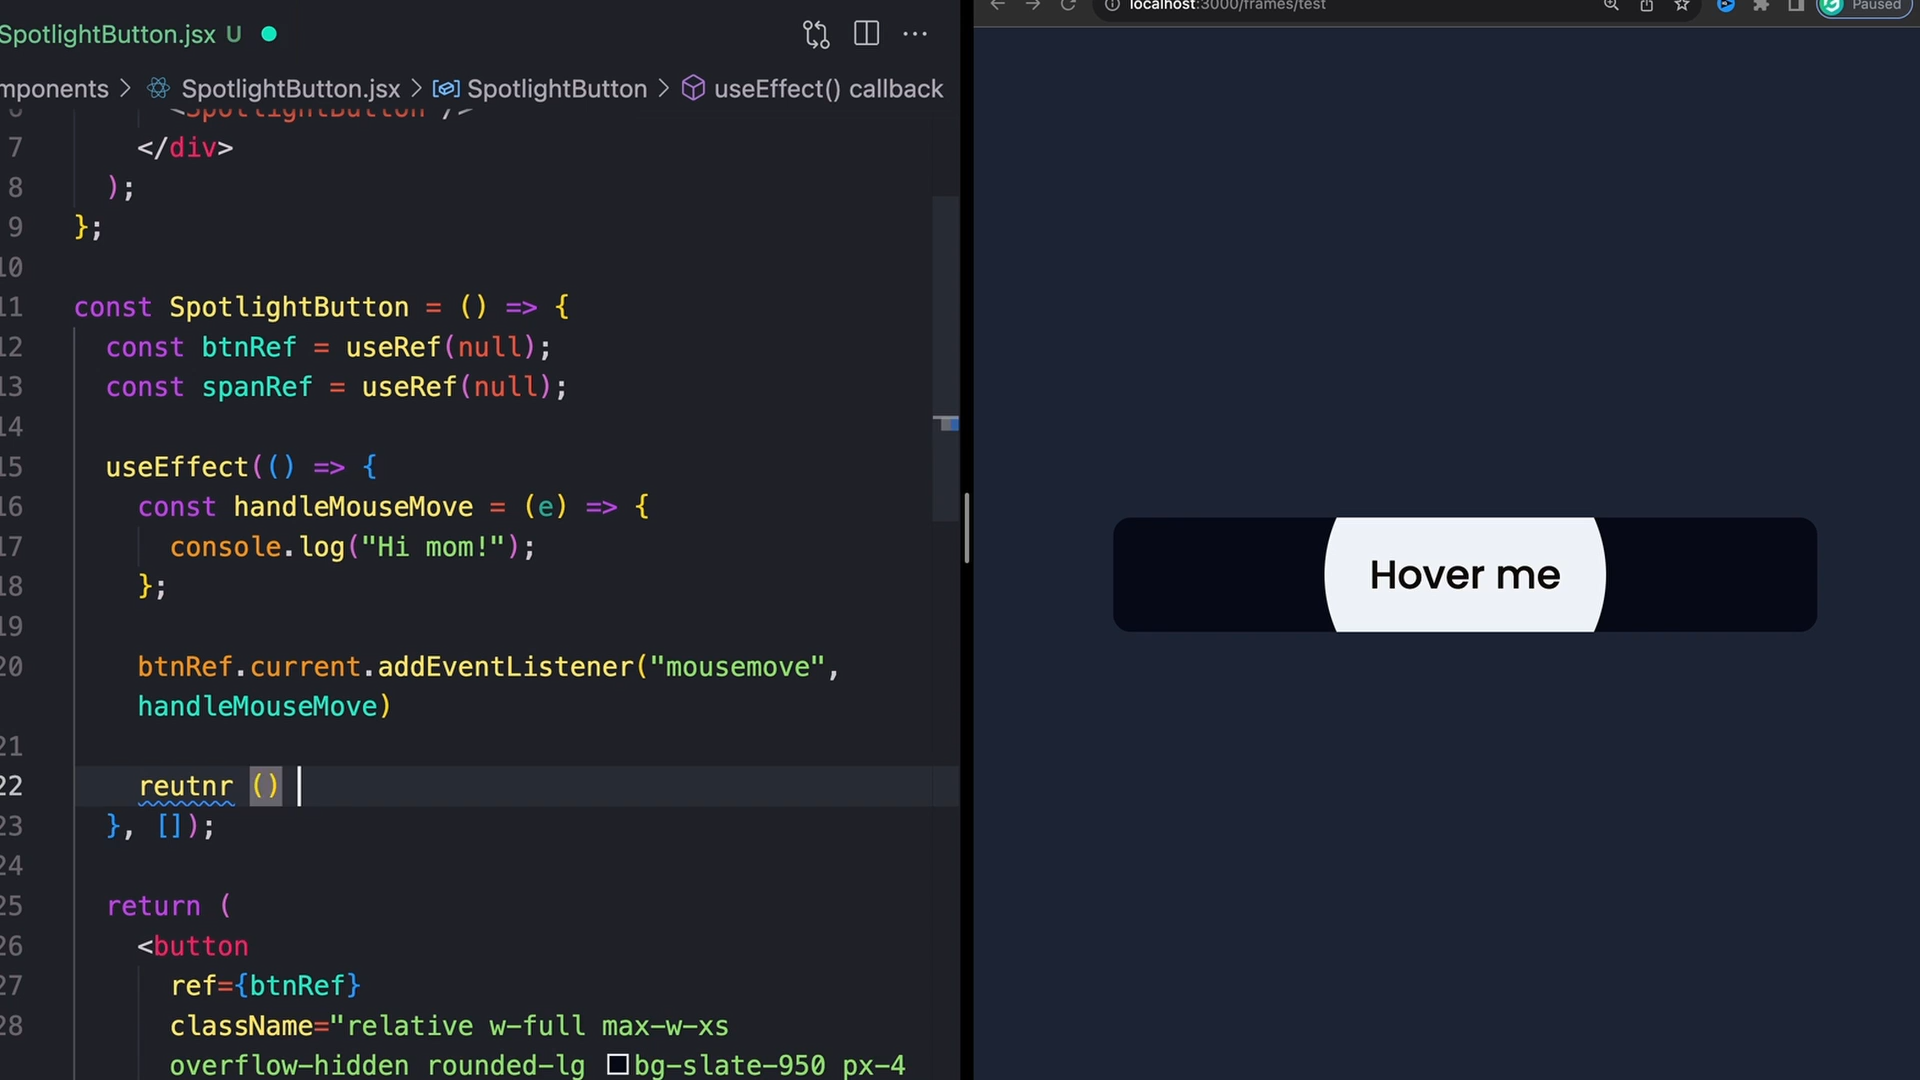 SpotlightButton.jsx U
mponents > SpotlightButton.jsx > SpotlightButton > useEffect() callback
6 <SpotlightButton />
7 </div>
8 );
9 };
10
11 const SpotlightButton = () => {
12 const btnRef = useRef(null);
13 const spanRef = useRef(null);
14
15 useEffect(() => {
16 const handleMouseMove = (e) => {
17 console.log("Hi mom!");
18 };
19
20 btnRef.current.addEventListener("mousemove",
handleMouseMove)
21
22 reutnr ()
23 }, []);
24
25 return (
26 <button
27 ref={btnRef}
28 className="relative w-full max-w-xs
overflow-hidden rounded-lg bg-slate-950 px-4
localhost:3000/frames/test
Paused
Hover me